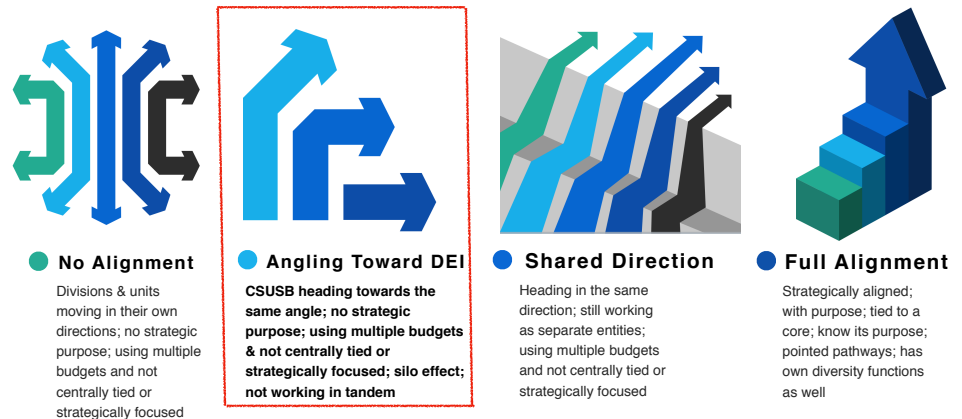 No Alignment
Divisions & units
moving in their own
directions; no strategic
purpose; using multiple
budgets and not
centrally tied or
strategically focused
Angling Toward DEI
CSUSB heading towards the
same angle; no strategic
purpose; using multiple budgets
& not centrally tied or
strategically focused; silo effect;
not working in tandem
Shared Direction
Heading in the same
direction; still working
as separate entities;
using multiple budgets
and not centrally tied or
strategically focused
Full Alignment
Strategically aligned;
with purpose; tied to a
core; know its purpose;
pointed pathways; has
own diversity functions
as well